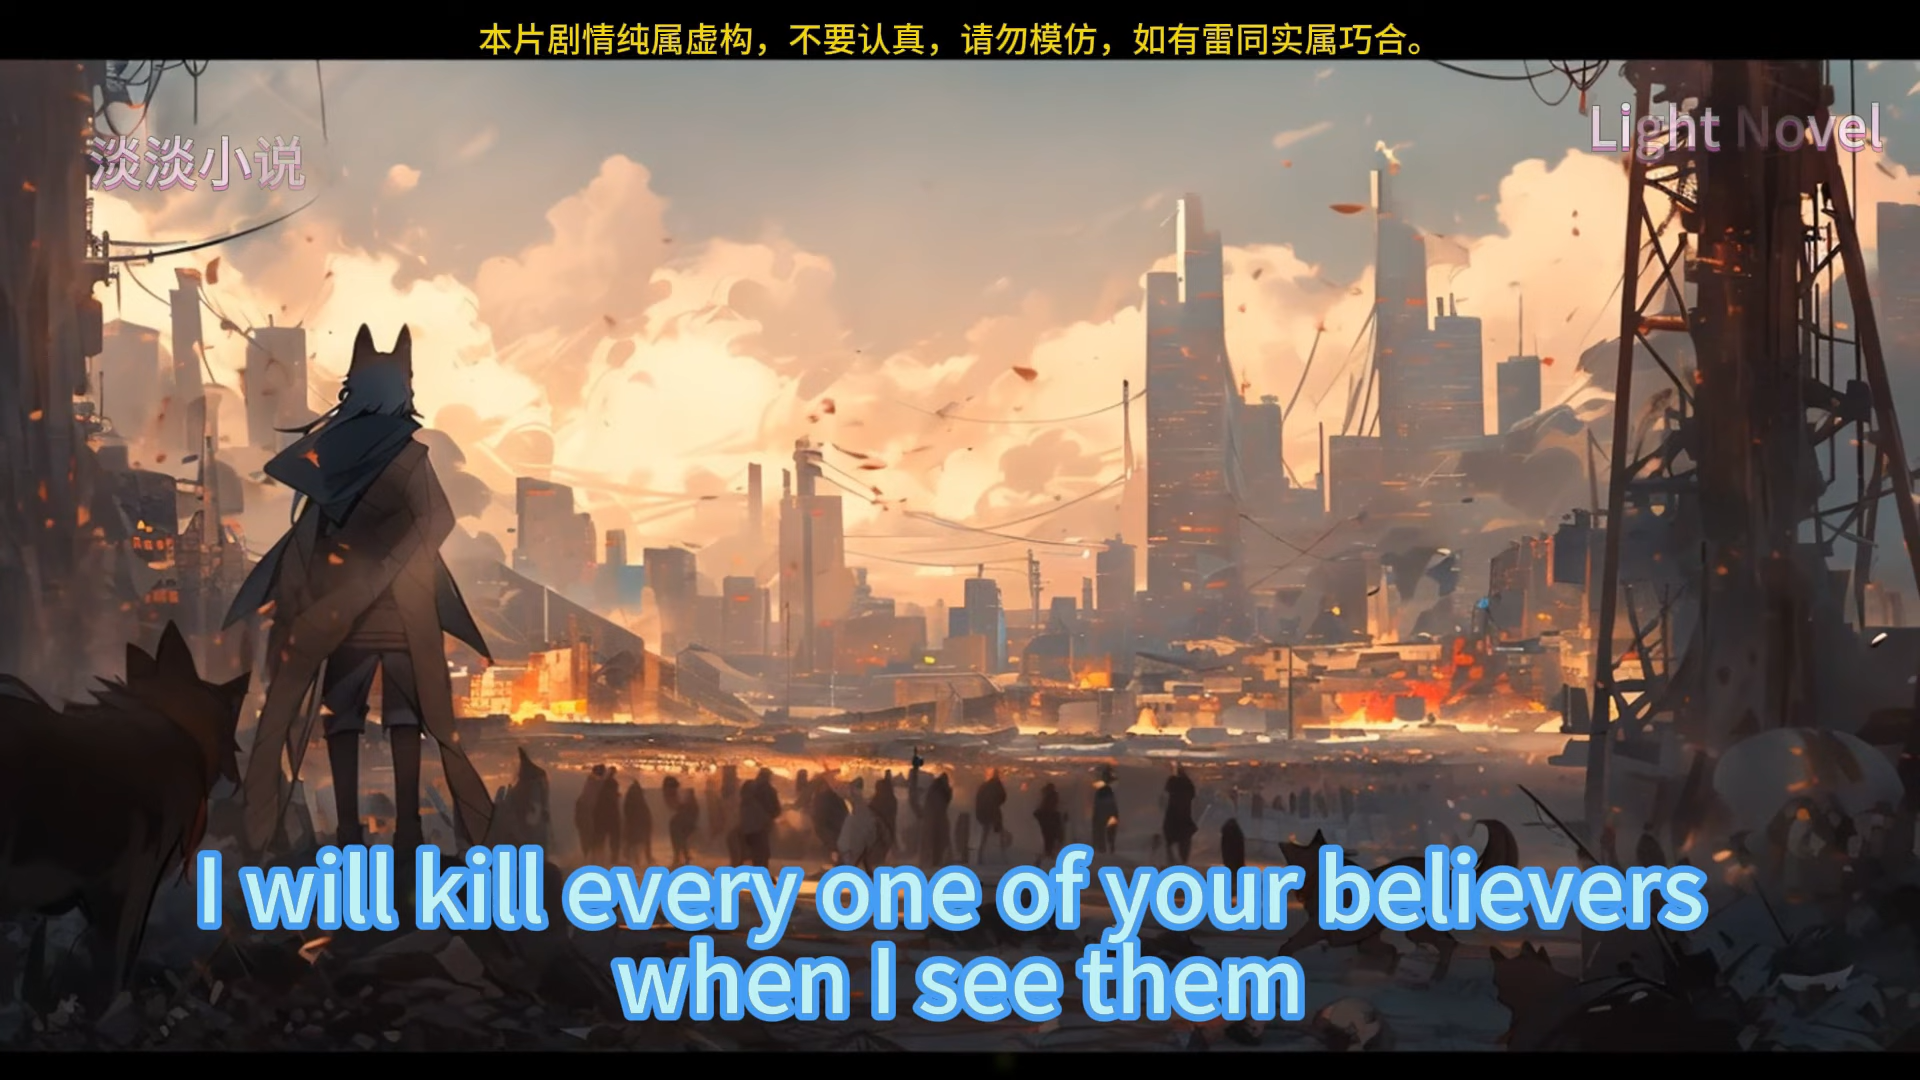 本片剧情纯属虚构，不要认真，请勿模仿，如有雷同实属巧合。
淡淡小说
Light Novel
I will kill every one of your believers
when I see them